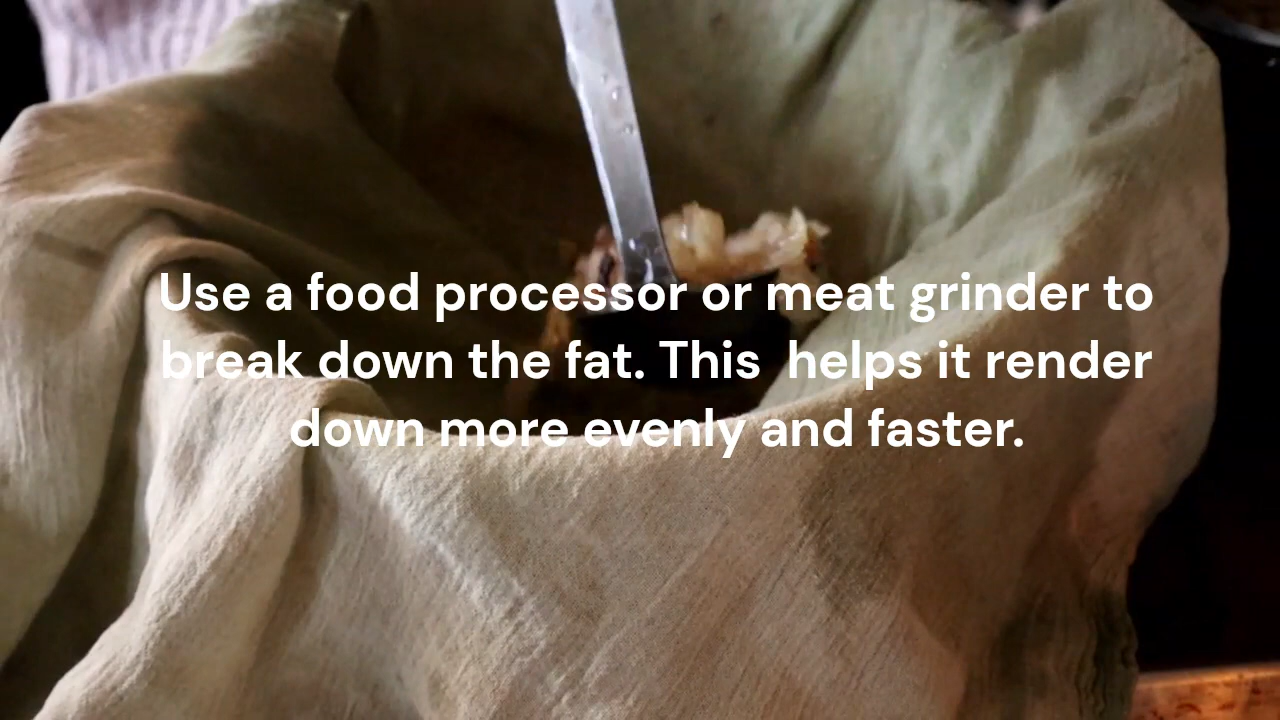 Use a food processor or meat grinder to
break down the fat. This  helps it render
down more evenly and faster.